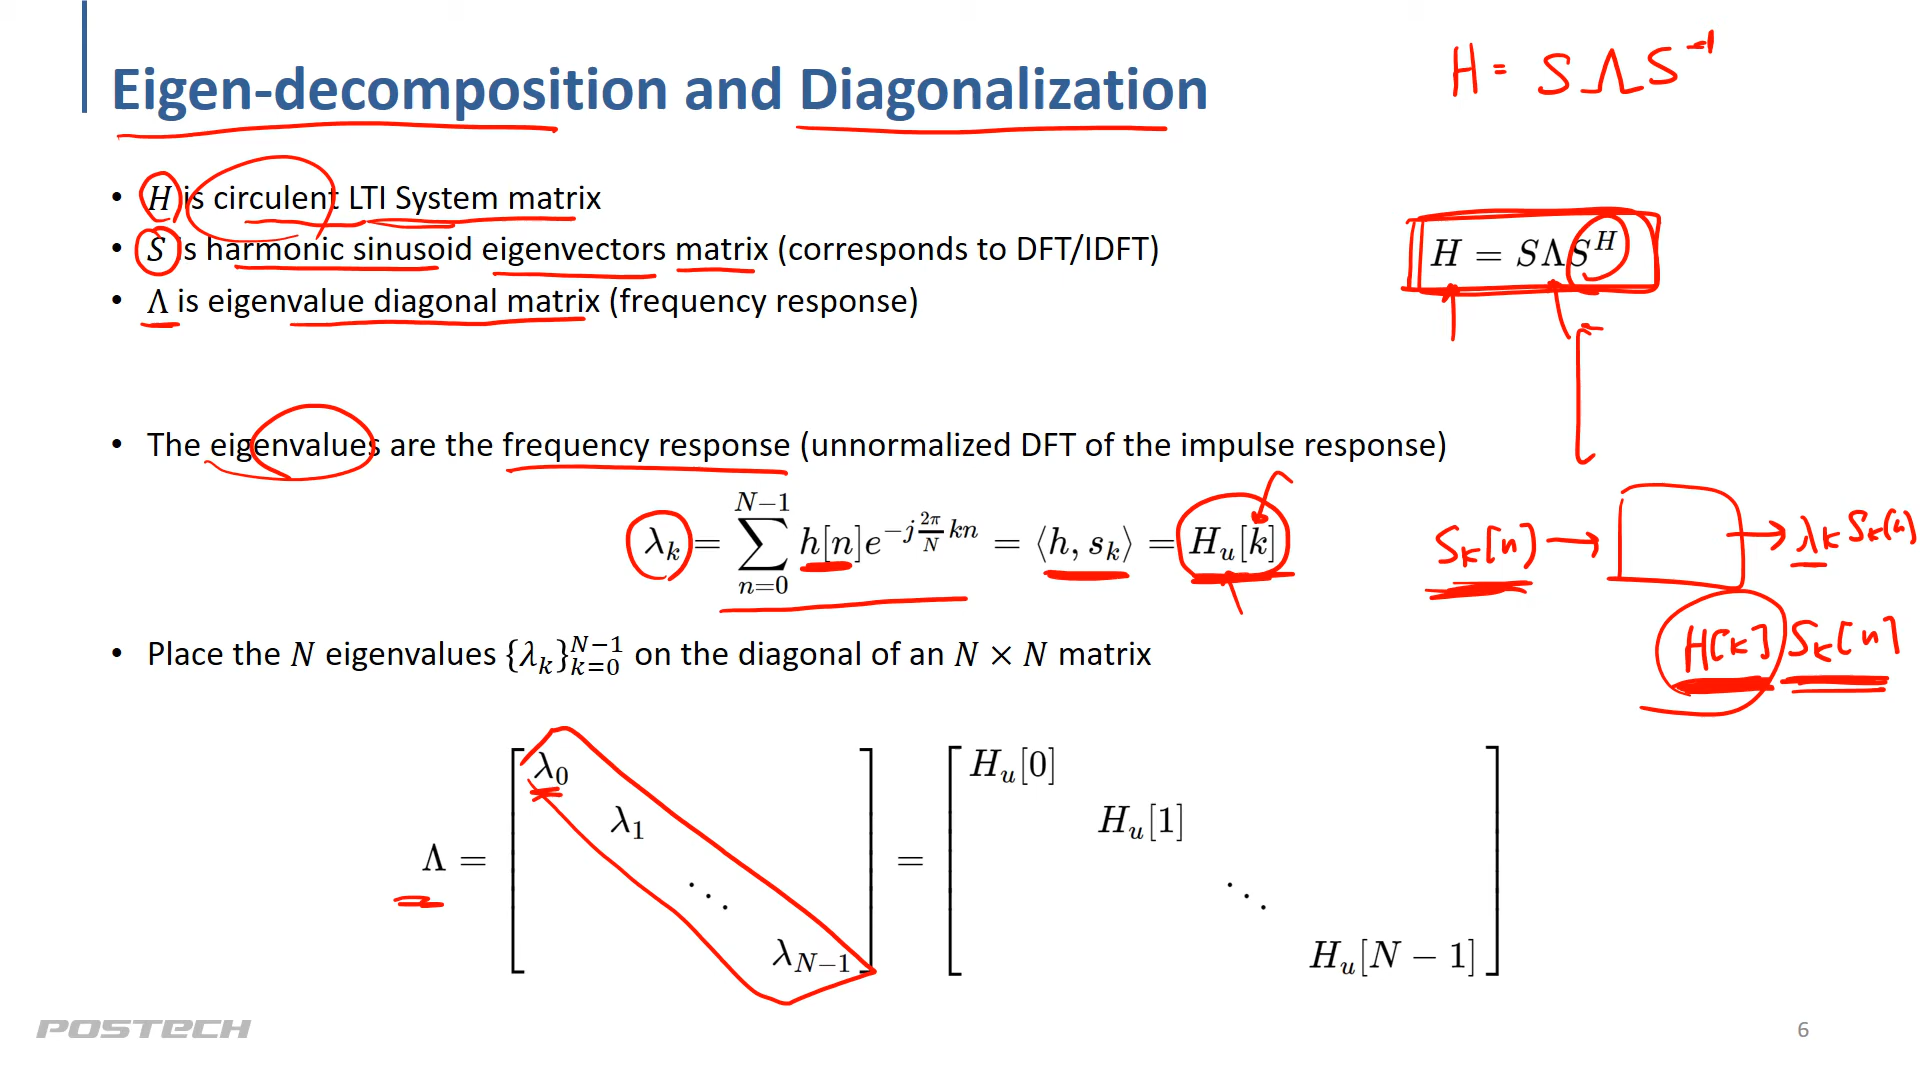 Eigen-decomposition and Diagonalization
H = S Λ S⁻¹
• H is circulent LTI System matrix
• S is harmonic sinusoid eigenvectors matrix (corresponds to DFT/IDFT)
H = SΛS^H
• Λ is eigenvalue diagonal matrix (frequency response)
• The eigenvalues are the frequency response (unnormalized DFT of the impulse response)
λ_k = ∑_{n=0}^{N−1} h[n]e^{−j\frac{2π}{N}kn} = ⟨h, s_k⟩ = H_u[k]
S_k[n] → → λ_k S_k[n]
H[k] S_k[n]
• Place the N eigenvalues {λ_k}_{k=0}^{N−1} on the diagonal of an N × N matrix
λ_0 H_u[0]
λ_1 H_u[1]
Λ = =
⋱ ⋱
λ_{N−1} H_u[N − 1]
POSTECH
6